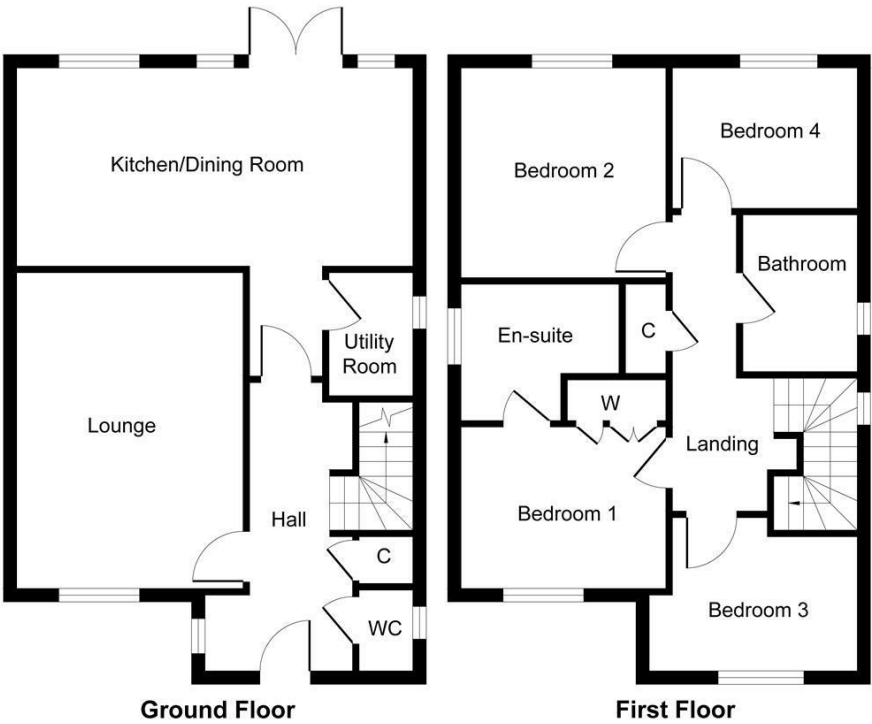 Kitchen/Dining Room
Utility
Room
Lounge
Hall
C
WC
Ground Floor
Bedroom 2
Bedroom 4
Bathroom
En-suite
C
W
Landing
Bedroom 1
Bedroom 3
First Floor